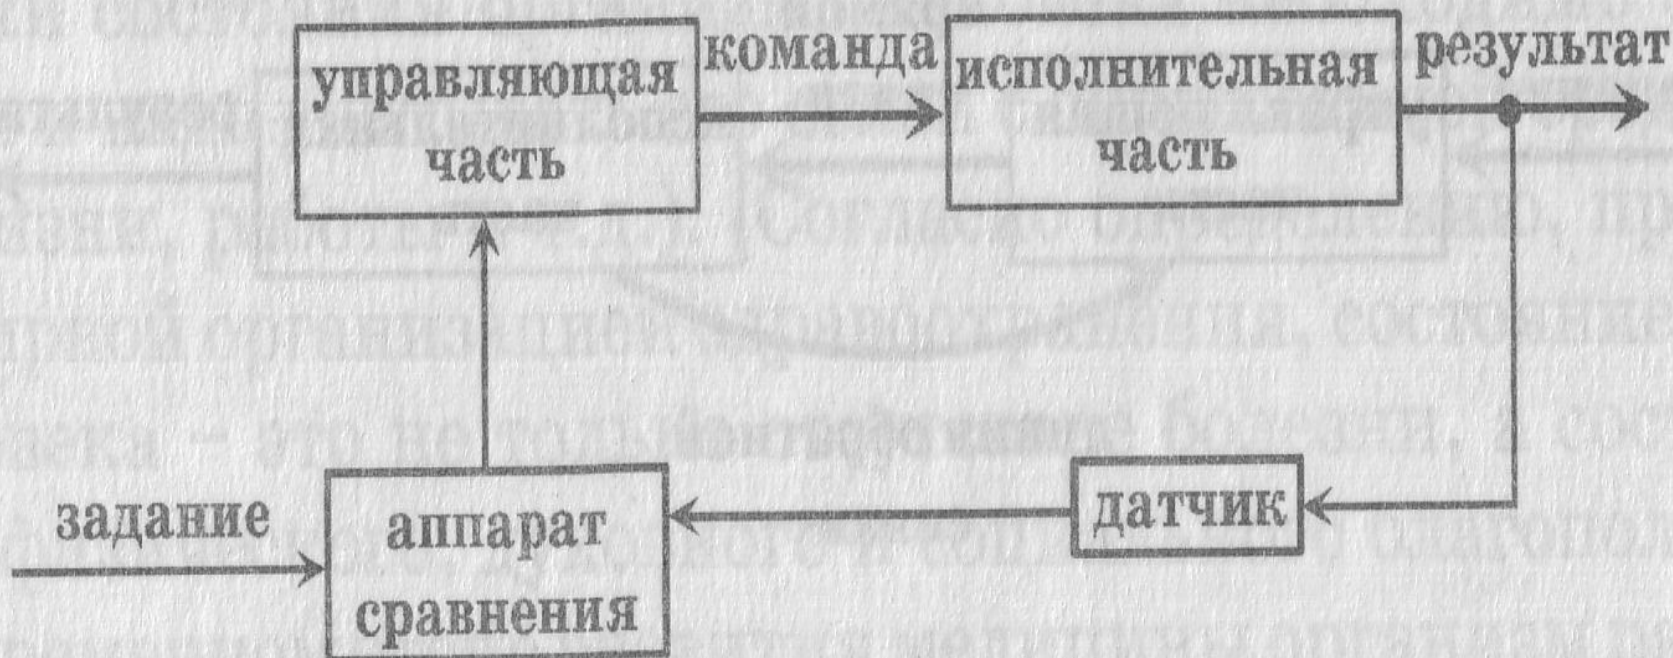 управляющая
часть
команда
исполнительная
часть
результат
задание
аппарат
сравнения
датчик